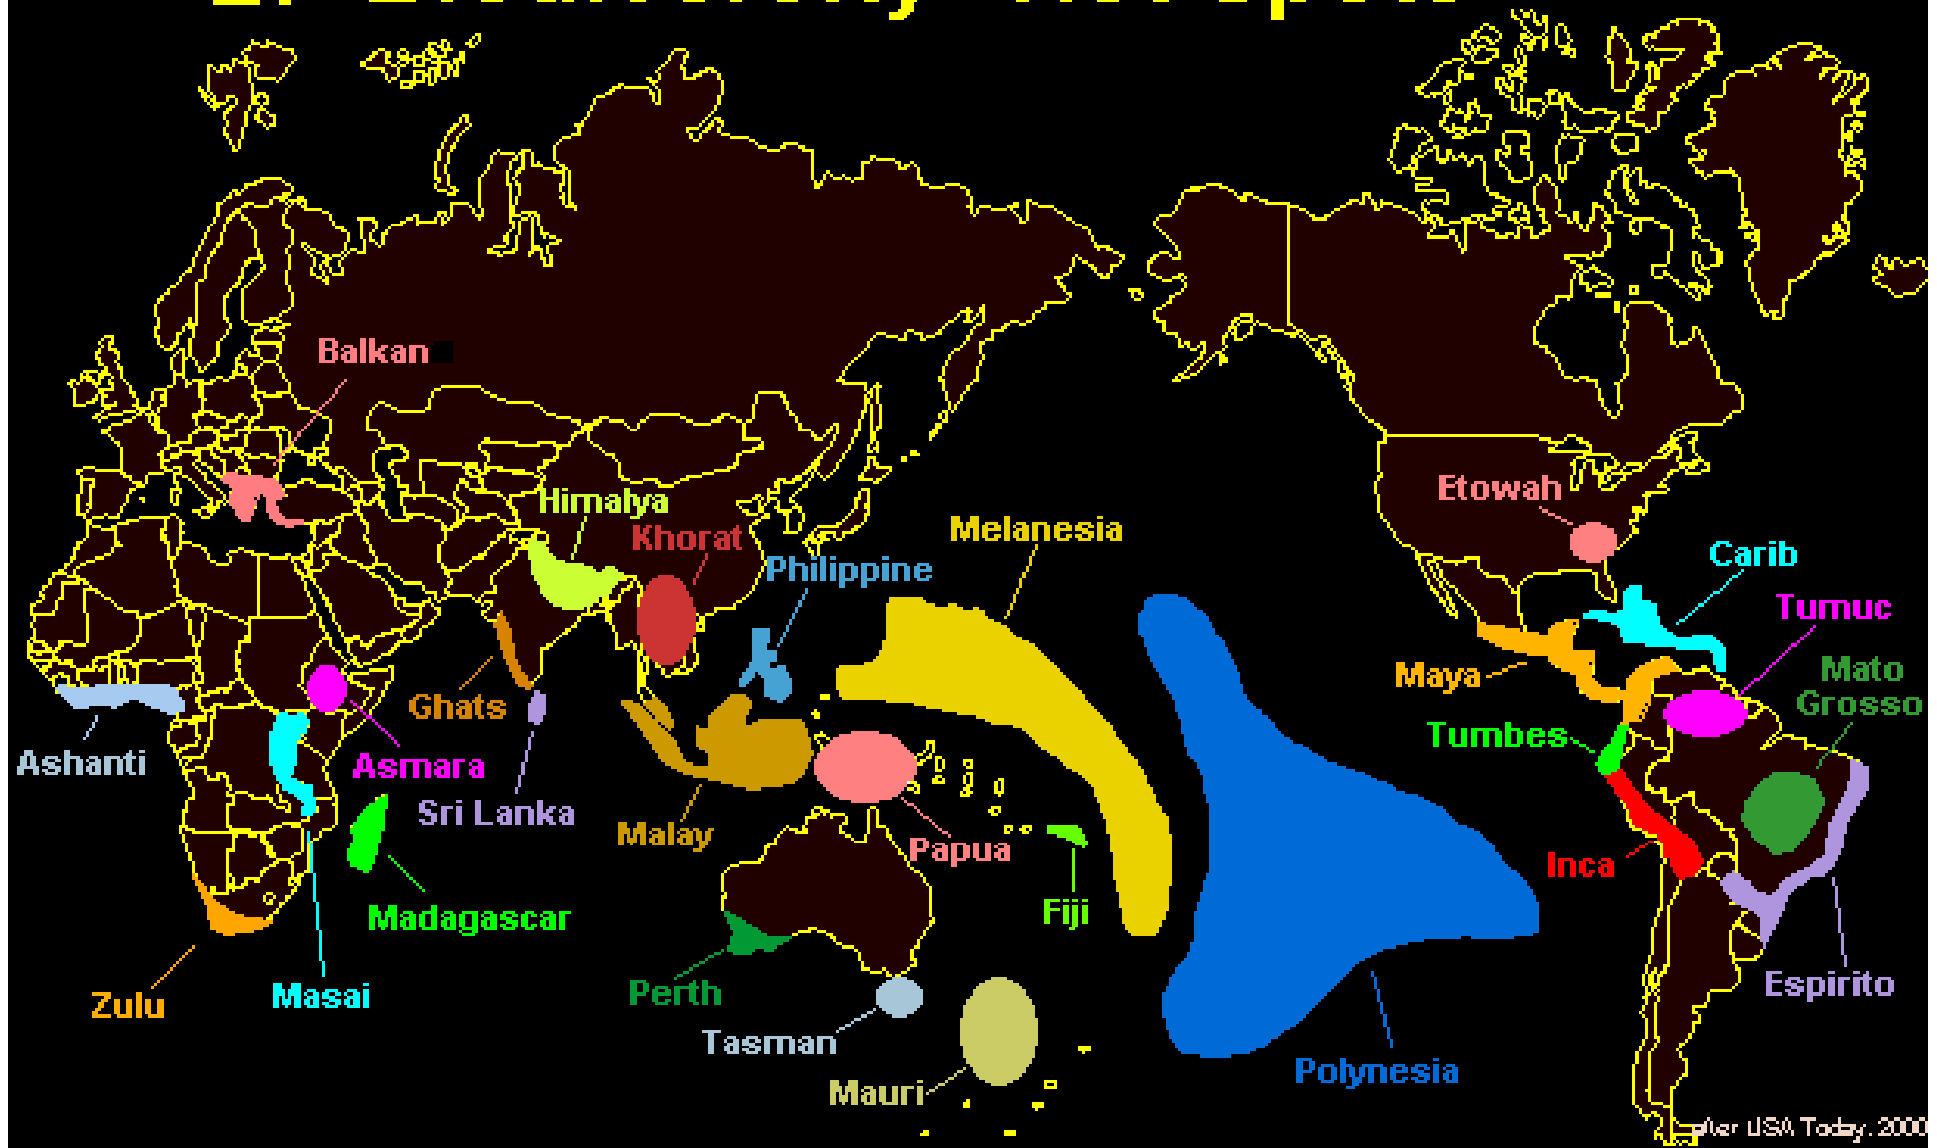 Balkan
Himalya
Khorat
Philippine
Melanesia
Etowah
Carib
Tumuc
Maya
Mato
Grosso
Ghats
Tumbes
Ashanti
Asmara
Sri Lanka
Malay
Papua
Inca
Madagascar
Fiji
Zulu
Masai
Perth
Tasman
Espirito
Polynesia
Mauri
USA Today, 2000